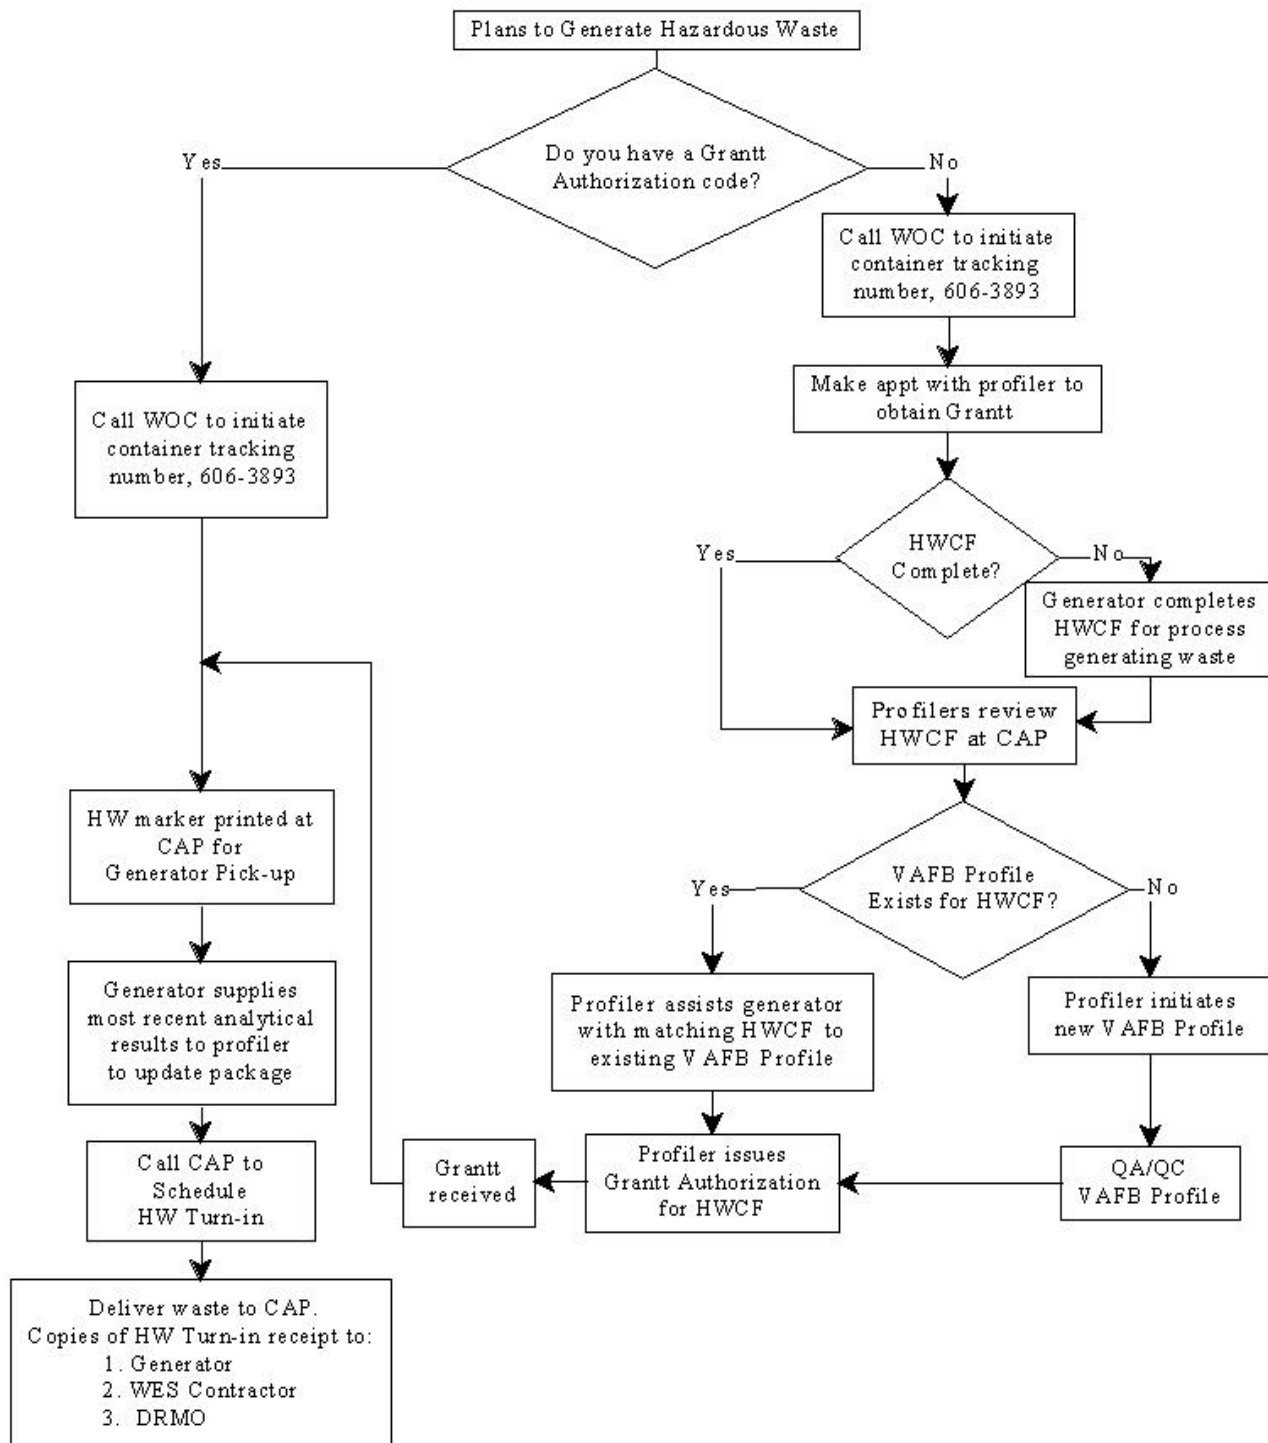 Plans to Generate Hazardous Waste
Do you have a Grantt
Authorization code?
Yes
No
Call WOC to initiate
container tracking
number, 606-3893
Make appt with profiler to
obtain Grantt
Call WOC to initiate
container tracking
number, 606-3893
HWCF
Complete?
Yes
No
Generator completes
HWCF for process
generating waste
Profilers review
HWCF at CAP
HW marker printed at
CAP for
Generator Pick-up
VAFB Profile
Exists for HWCF?
Yes
No
Generator supplies
most recent analytical
results to profiler
to update package
Profiler assists generator
with matching HWCF to
existing VAFB Profile
Profiler initiates
new VAFB Profile
Call CAP to
Schedule
HW Turn-in
Grantt
received
Profiler issues
Grantt Authorization
for HWCF
QA/QC
VAFB Profile
Deliver waste to CAP.
Copies of HW Turn-in receipt to:
1. Generator
2. WES Contractor
3. DRMO